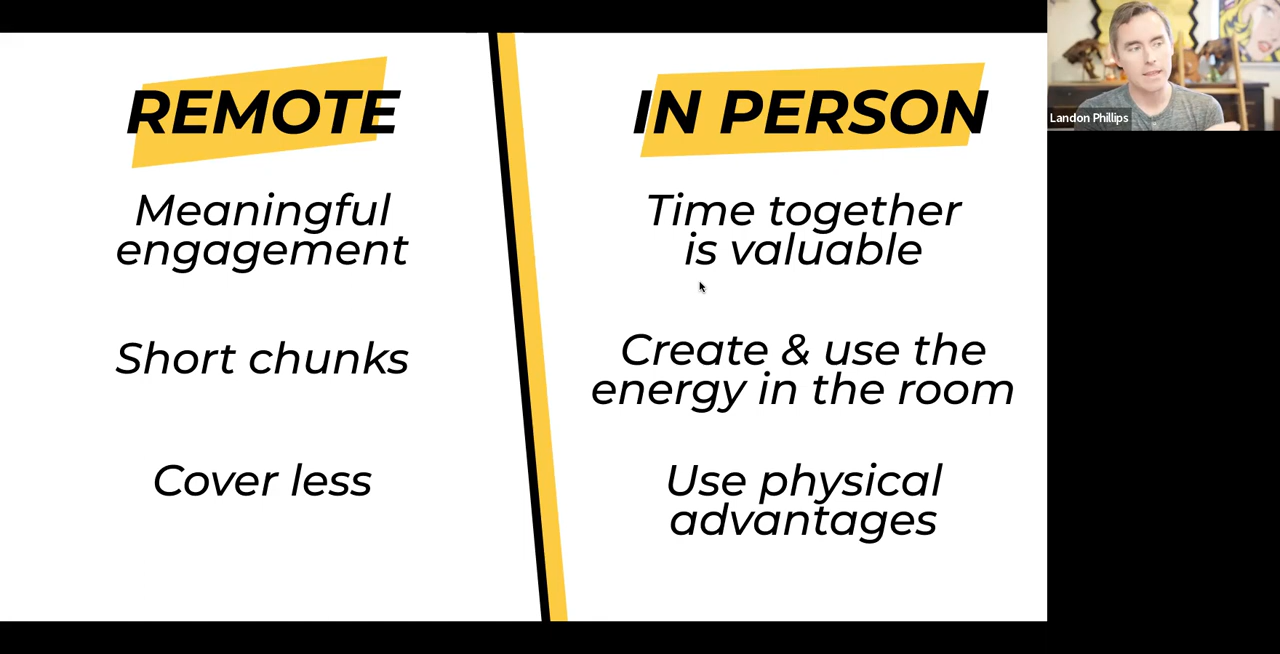 REMOTE
Meaningful
engagement
Short chunks
Cover less
IN PERSON
Time together
is valuable
Create & use the
energy in the room
Use physical
advantages
Landon Phillips